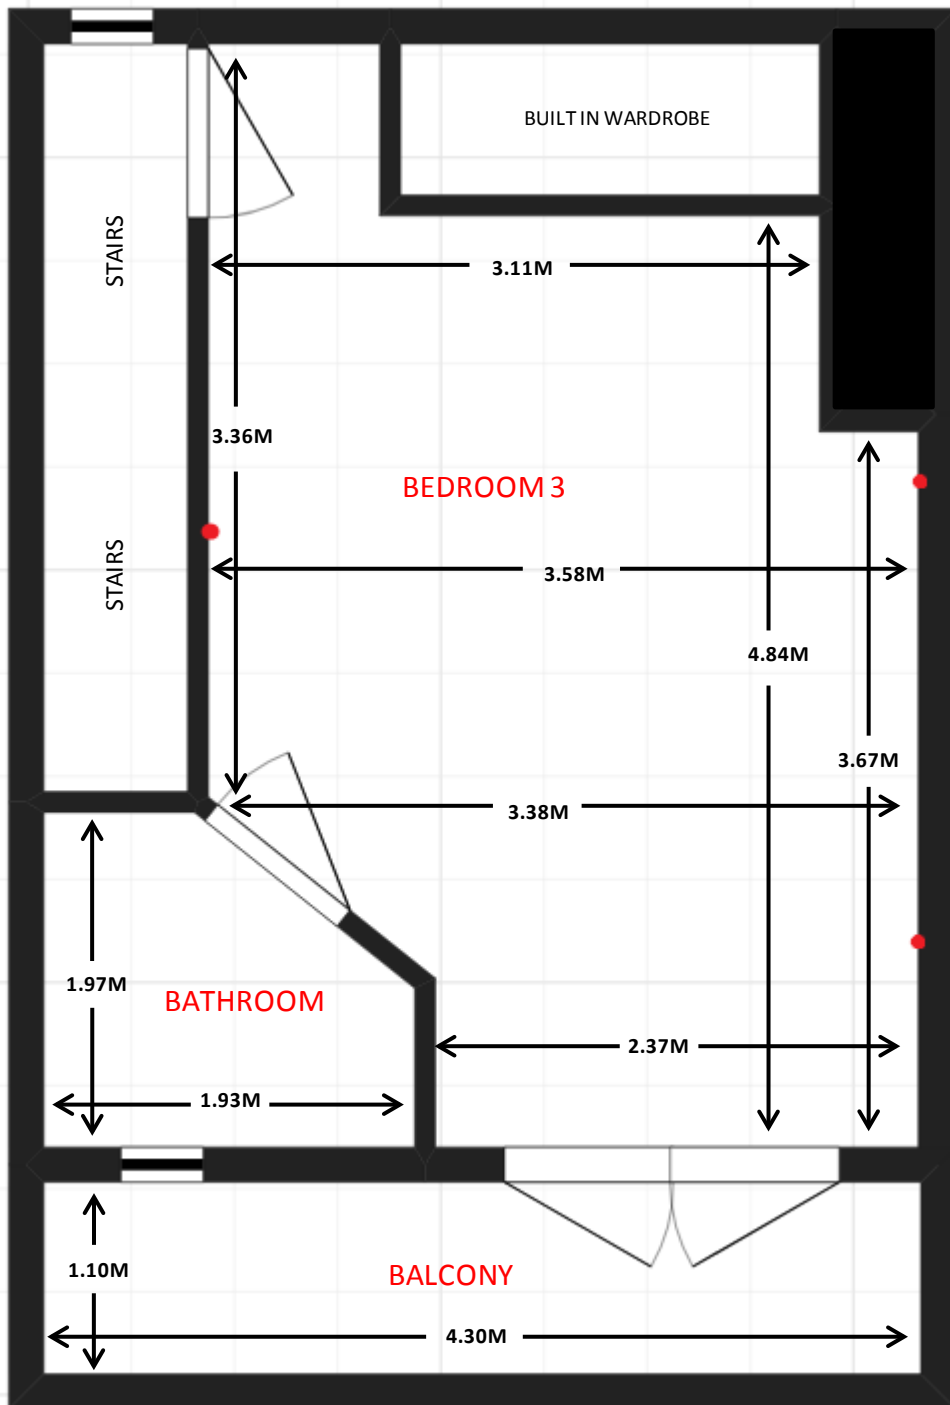 BUILT IN WARDROBE
STAIRS
3.11M
3.36M
BEDROOM 3
STAIRS
3.58M
4.84M
3.67M
3.38M
1.97M
BATHROOM
2.37M
1.93M
1.10M
BALCONY
4.30M